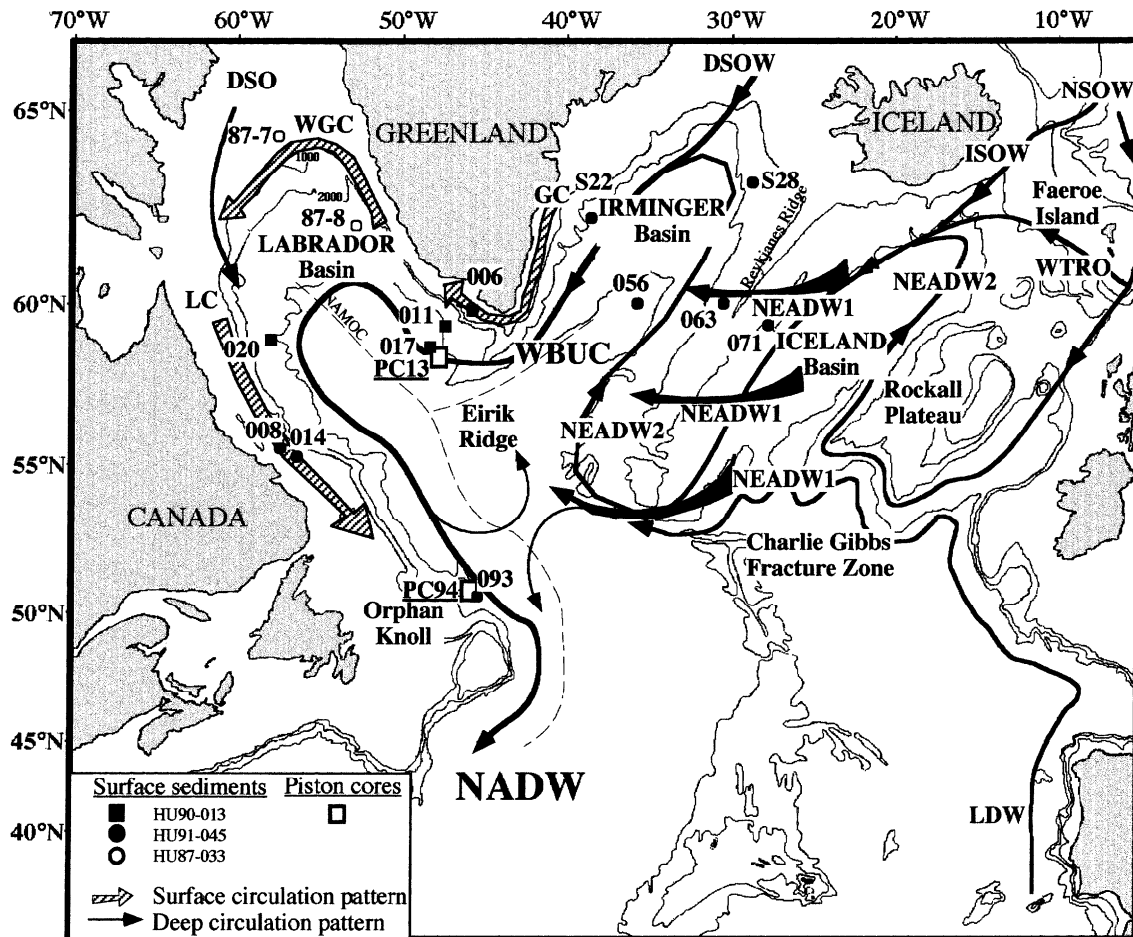 70°W 60°W 50°W 40°W 30°W 20°W 10°W
65°N
60°N
55°N
50°N
45°N
40°N
DSO
87-7
WGC
1000
2000
87-8
LABRADOR
Basin
GREENLAND
DSOW
ICELAND
NSOW
ISOW
Faeroe
Island
WTRO
GC
S22
S28
IRMINGER
Basin
Reykjanes Ridge
NEADW2
LC
NAMOC
006
011
017
020
PC13
WBUC
056
063
NEADW1
071
ICELAND
Basin
Rockall
Plateau
Eirik
Ridge
NEADW2
NEADW1
NEADW1
008
014
CANADA
Charlie Gibbs
Fracture Zone
PC94
093
Orphan
Knoll
NADW
LDW
Surface sediments Piston cores
HU90-013
HU91-045
HU87-033
Surface circulation pattern
Deep circulation pattern